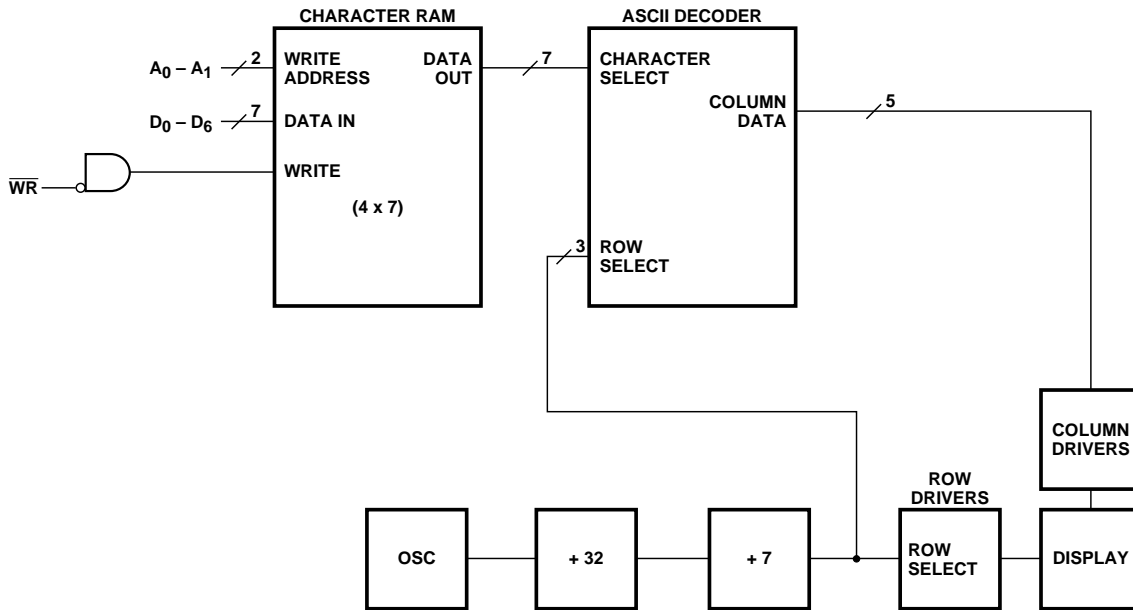 CHARACTER RAM
ASCII DECODER
A₀ – A₁
2
WRITE
ADDRESS
DATA
OUT
7
CHARACTER
SELECT
COLUMN
DATA
5
D₀ – D₆
7
DATA IN
W̅R̅
WRITE
(4 x 7)
3
ROW
SELECT
COLUMN
DRIVERS
ROW
DRIVERS
OSC
+ 32
+ 7
ROW
SELECT
DISPLAY